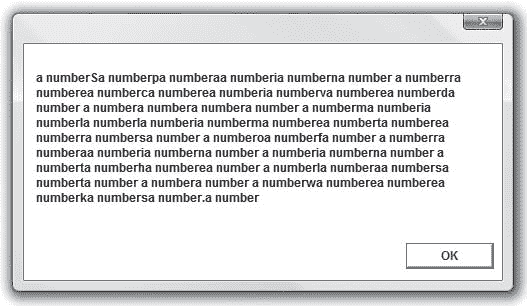 a numberSa numberpa numberaa numberia numberna number a numberra
numberea numberca numberea numberia numberva numberea numberda
number a numbera numbera numbera number a numberma numberia
numberla numberla numberia numberma numberea numberta numberea
numberra numbersa number a numberoa numberfa number a numberra
numberaa numberia numberna number a numberia numberna number a
numberta numberha numberea number a numberla numberaa numbersa
numberta number a numbera number a numberwa numberea numberea
numberka numbersa number.a number
OK